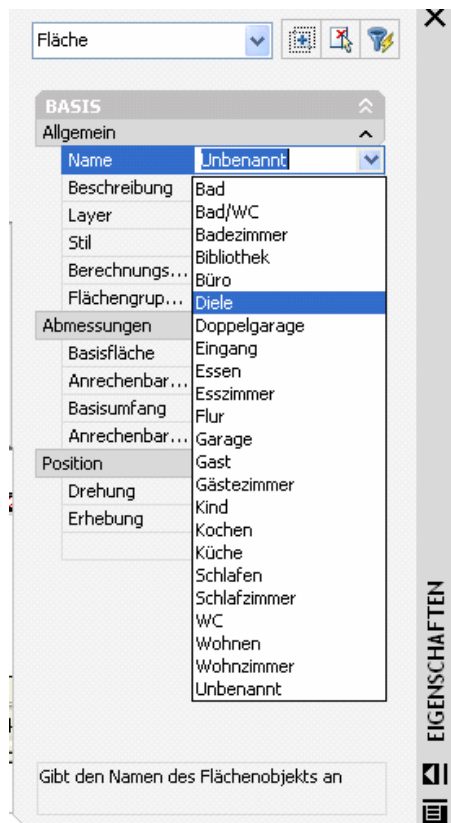 Fläche
BASIS
Allgemein
Name Unbenannt
Beschreibung
Layer
Stil
Berechnungs...
Flächengrup...
Abmessungen
Basisfläche
Anrechenbar...
Basisumfang
Anrechenbar...
Position
Drehung
Erhebung
Bad
Bad/WC
Badezimmer
Bibliothek
Büro
Diele
Doppelgarage
Eingang
Essen
Esszimmer
Flur
Garage
Gast
Gästezimmer
Kind
Kochen
Küche
Schlafen
Schlafzimmer
WC
Wohnen
Wohnzimmer
Unbenannt
Gibt den Namen des Flächenobjekts an
EIGENSCHAFTEN